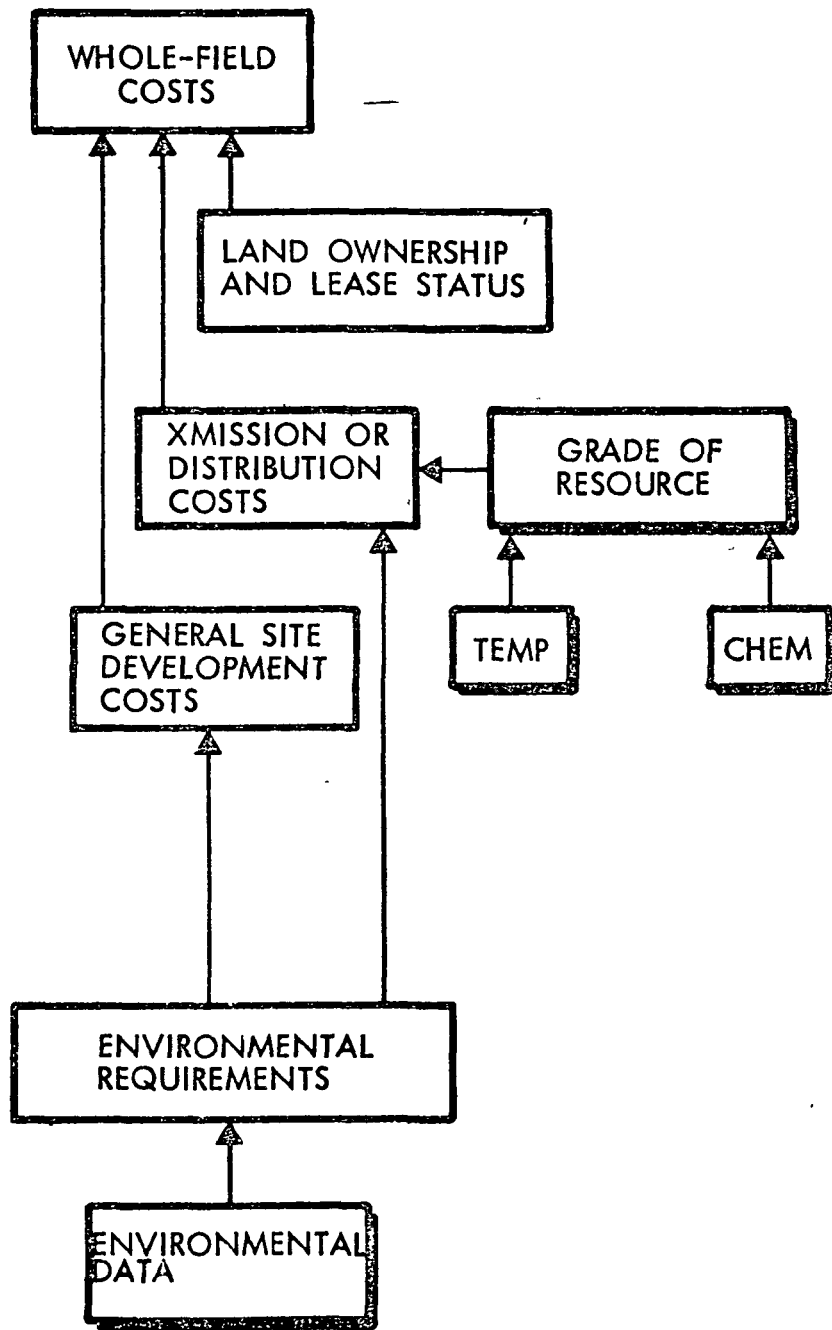 WHOLE-FIELD
COSTS
LAND OWNERSHIP
AND LEASE STATUS
XMISSION OR
DISTRIBUTION
COSTS
GRADE OF
RESOURCE
GENERAL SITE
DEVELOPMENT
COSTS
TEMP
CHEM
ENVIRONMENTAL
REQUIREMENTS
ENVIRONMENTAL
DATA